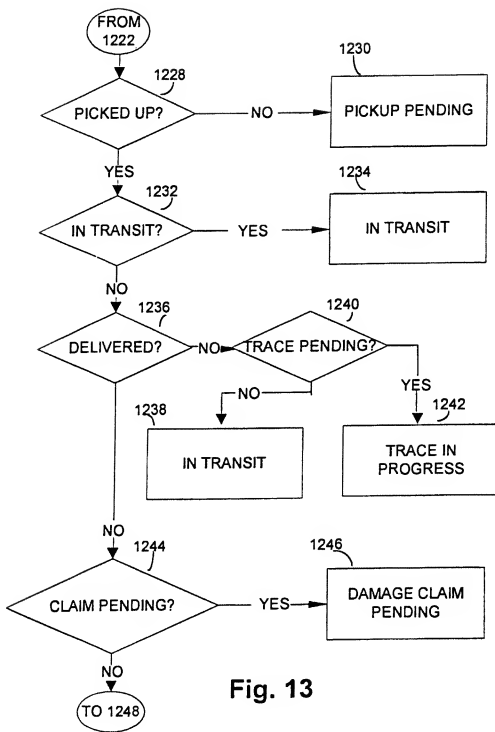 FROM
1222
1228
PICKED UP?
NO
1230
PICKUP PENDING
YES
1232
IN TRANSIT?
YES
1234
IN TRANSIT
NO
1236
DELIVERED?
NO
1240
TRACE PENDING?
NO
YES
1238
IN TRANSIT
1242
TRACE IN
PROGRESS
NO
1244
CLAIM PENDING?
YES
1246
DAMAGE CLAIM
PENDING
NO
TO 1248
Fig. 13